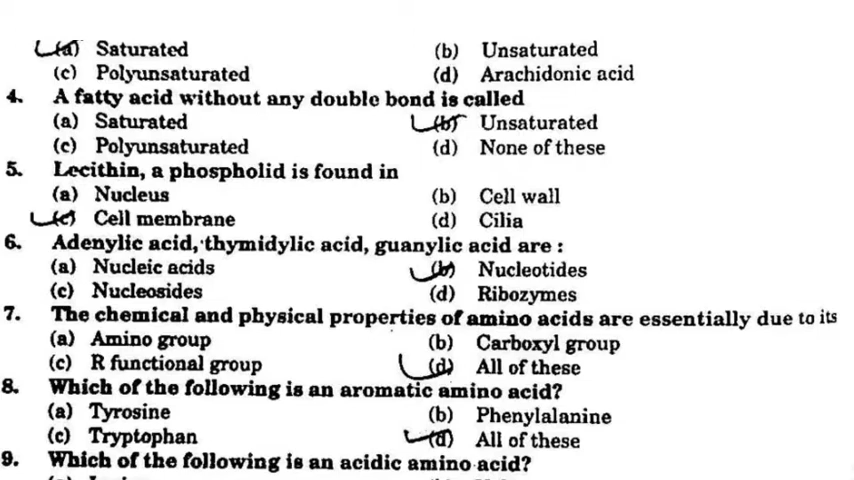 (a) Saturated (b) Unsaturated
(c) Polyunsaturated (d) Arachidonic acid
4. A fatty acid without any double bond is called
(a) Saturated (b) Unsaturated
(c) Polyunsaturated (d) None of these
5. Lecithin, a phospholid is found in
(a) Nucleus (b) Cell wall
(c) Cell membrane (d) Cilia
6. Adenylic acid, thymidylic acid, guanylic acid are :
(a) Nucleic acids (b) Nucleotides
(c) Nucleosides (d) Ribozymes
7. The chemical and physical properties of amino acids are essentially due to its
(a) Amino group (b) Carboxyl group
(c) R functional group (d) All of these
8. Which of the following is an aromatic amino acid?
(a) Tyrosine (b) Phenylalanine
(c) Tryptophan (d) All of these
9. Which of the following is an acidic amino acid?